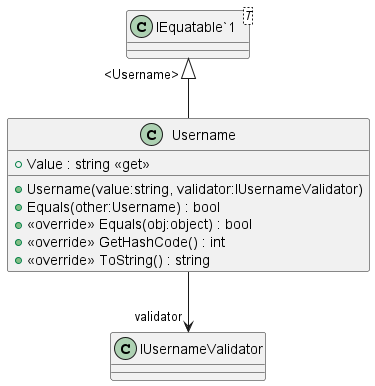 C IEquatable`1
T
<Username>
C Username
Value : string «get»
Username(value:string, validator:IUsernameValidator)
Equals(other:Username) : bool
«override» Equals(obj:object) : bool
«override» GetHashCode() : int
«override» ToString() : string
validator
C IUsernameValidator